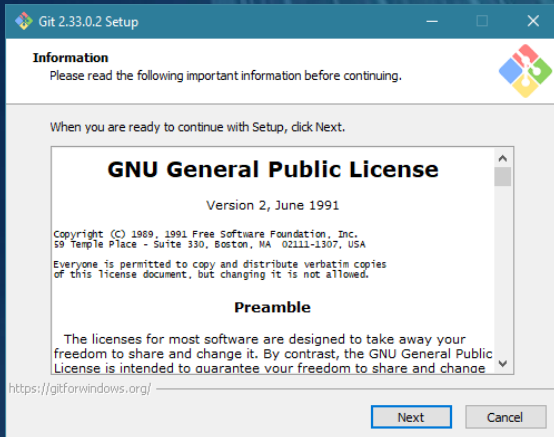 Git 2.33.0.2 Setup
Information
Please read the following important information before continuing.
When you are ready to continue with Setup, click Next.
GNU General Public License
Version 2, June 1991
Copyright (C) 1989, 1991 Free Software Foundation, Inc.
59 Temple Place - Suite 330, Boston, MA  02111-1307, USA
Everyone is permitted to copy and distribute verbatim copies
of this license document, but changing it is not allowed.
Preamble
The licenses for most software are designed to take away your
freedom to share and change it. By contrast, the GNU General Public
License is intended to guarantee your freedom to share and change
https://gitforwindows.org/
Next
Cancel